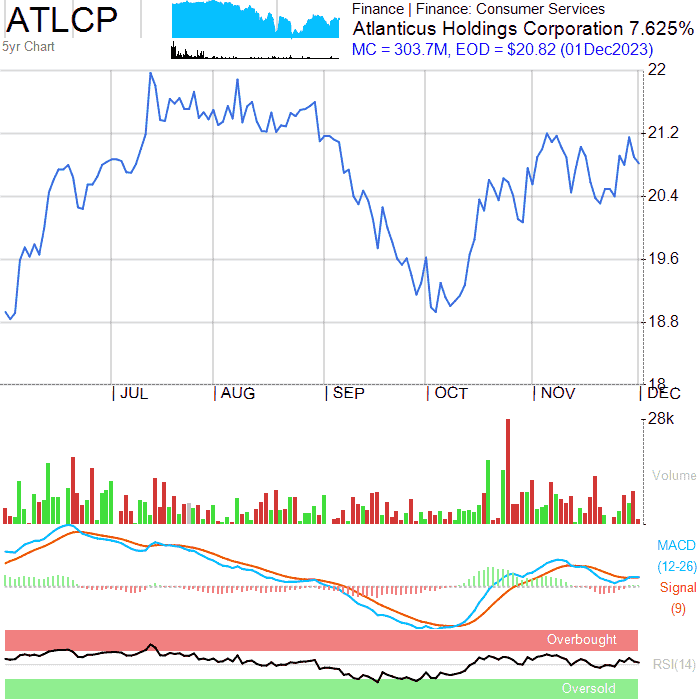 ATLCP
5yr Chart
Finance | Finance: Consumer Services
Atlanticus Holdings Corporation 7.625%
MC = 303.7M, EOD = $20.82 (01Dec2023)
22
21.2
20.4
19.6
18.8
18
| JUL | AUG | SEP | OCT | NOV | DEC
28k
Volume
MACD
(12-26)
Signal
(9)
Overbought
RSI(14)
Oversold